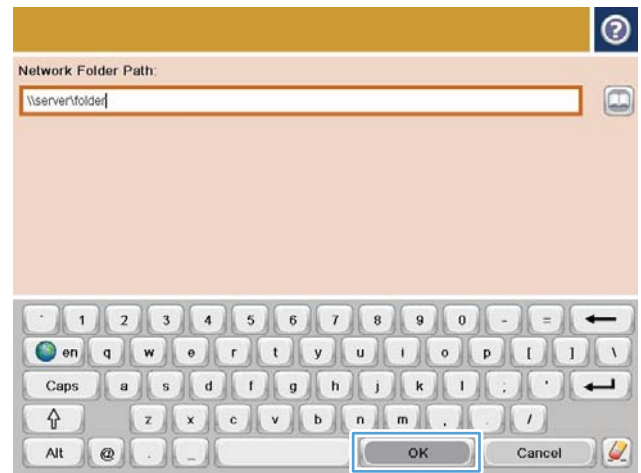 ?
Network Folder Path:
\\server\folder
` 1 2 3 4 5 6 7 8 9 0 - =
en q w e r t y u i o p [ ] \
Caps a s d f g h j k l ; '
z x c v b n m , . /
Alt @ . _ OK Cancel